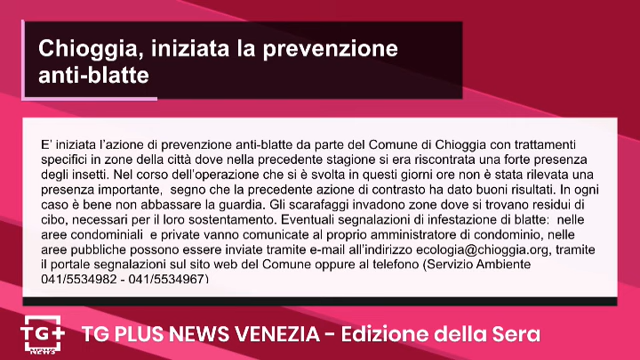 Chioggia, iniziata la prevenzione
anti-blatte
E' iniziata l'azione di prevenzione anti-blatte da parte del Comune di Chioggia con trattamenti
specifici in zone della città dove nella precedente stagione si era riscontrata una forte presenza
degli insetti. Nel corso dell'operazione che si è svolta in questi giorni ore non è stata rilevata una
presenza importante, segno che la precedente azione di contrasto ha dato buoni risultati. In ogni
caso è bene non abbassare la guardia. Gli scarafaggi invadono zone dove si trovano residui di
cibo, necessari per il loro sostentamento. Eventuali segnalazioni di infestazione di blatte: nelle
aree condominiali e private vanno comunicate al proprio amministratore di condominio, nelle
aree pubbliche possono essere inviate tramite e-mail all'indirizzo ecologia@chioggia.org, tramite
il portale segnalazioni sul sito web del Comune oppure al telefono (Servizio Ambiente
041/5534982 - 041/5534967)
TG+
NEWS
TG PLUS NEWS VENEZIA - Edizione della Sera